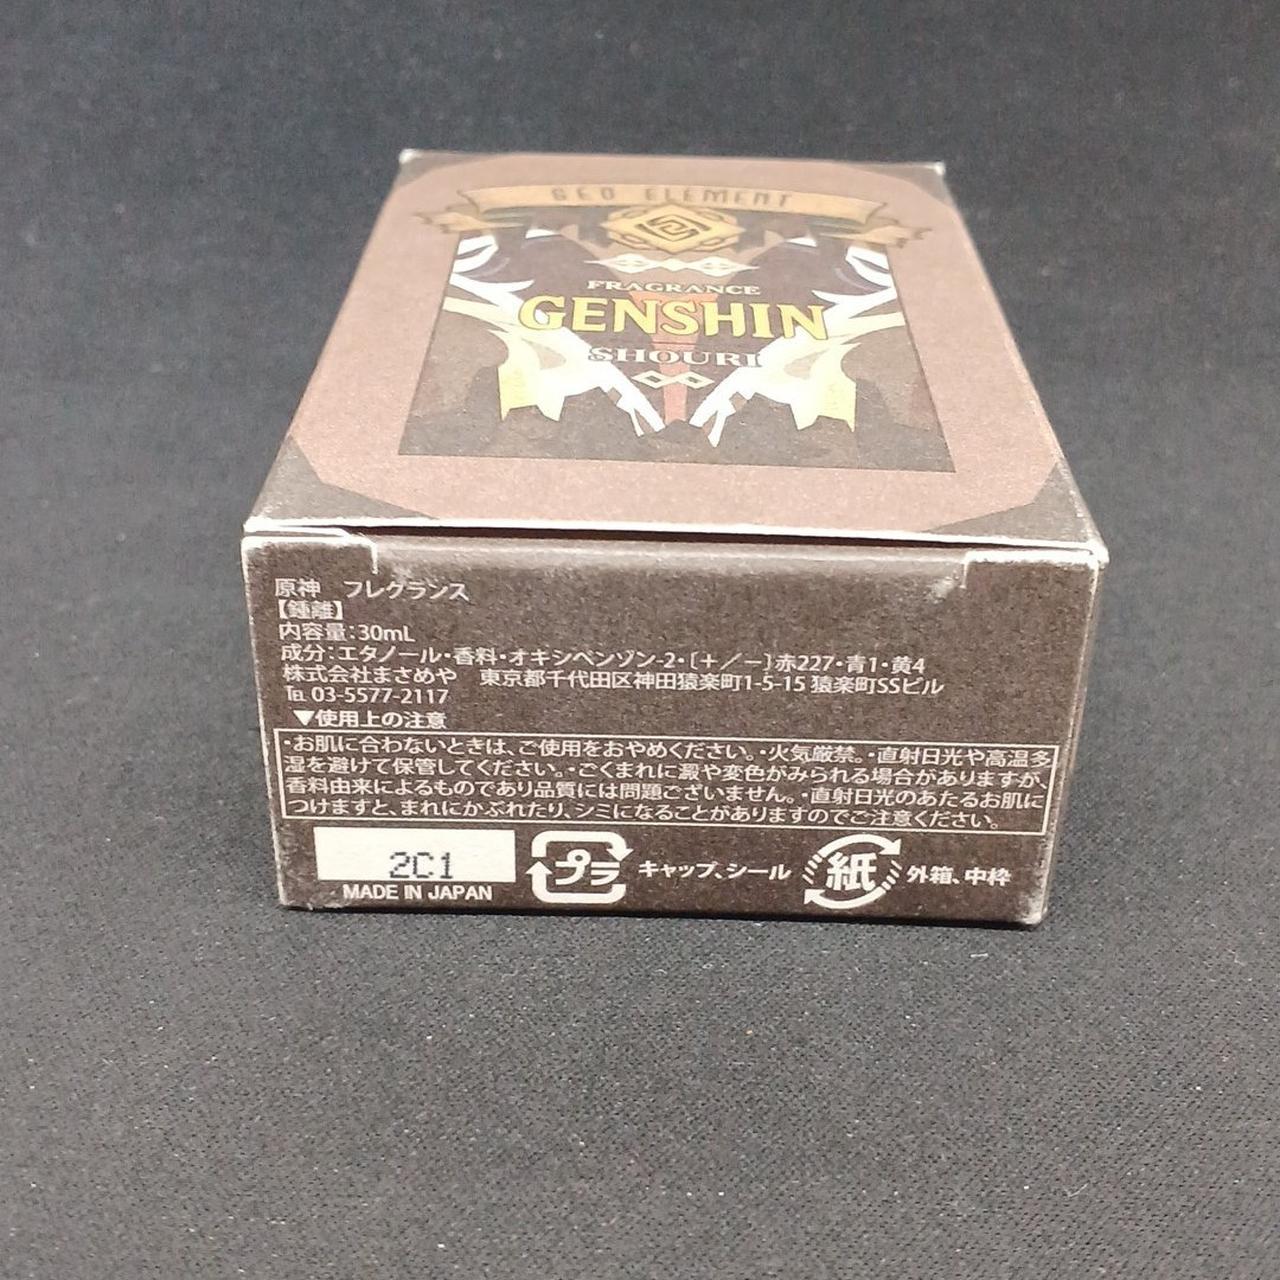 GEO ELEMENT
FRAGRANCE
GENSHIN
SHOURI
原神　フレグランス
【鍾離】
内容量：30mL
成分：エタノール・香料・オキシベンゾン-2・〔＋／－〕赤227・青1・黄4
株式会社まさめや　東京都千代田区神田猿楽町1-5-15 猿楽町SSビル
℡ 03-5577-2117
▼使用上の注意
・お肌に合わないときは、ご使用をおやめください。・火気厳禁。・直射日光や高温多
湿を避けて保管してください。・ごくまれに澱や変色がみられる場合がありますが、
香料由来によるものであり品質には問題ございません。・直射日光のあたるお肌に
つけますと、まれにかぶれたり、シミになることがありますのでご注意ください。
2C1
MADE IN JAPAN
プラ
キャップ、シール
紙
外箱、中枠